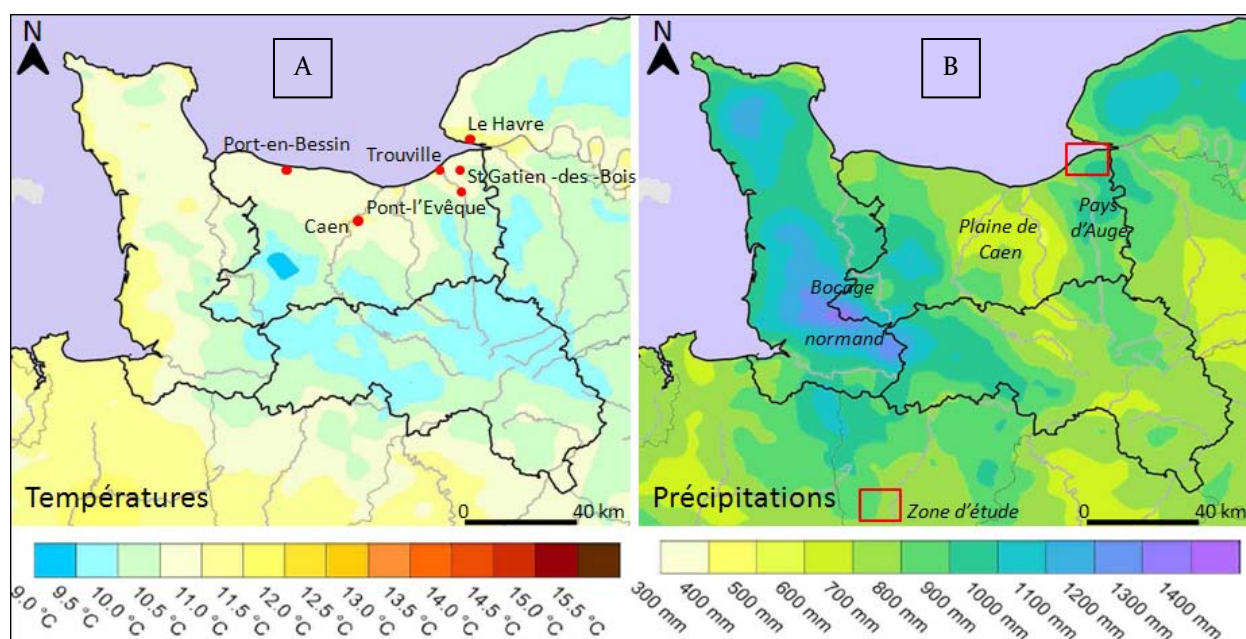 N
A
Port-en-Bessin
Trouville
Le Havre
St Gatien -des -Bois
Pont-l'Evêque
Caen
Températures
0 40 km
9.0 °C
9.5 °C
10.0 °C
10.5 °C
11.0 °C
11.5 °C
12.0 °C
12.5 °C
13.0 °C
13.5 °C
14.0 °C
14.5 °C
15.0 °C
15.5 °C
N
B
Plaine de
Caen
Pays
d'Auge
Bocage
normand
Précipitations
Zone d'étude
0 40 km
300 mm
400 mm
500 mm
600 mm
700 mm
800 mm
900 mm
1000 mm
1100 mm
1200 mm
1300 mm
1400 mm